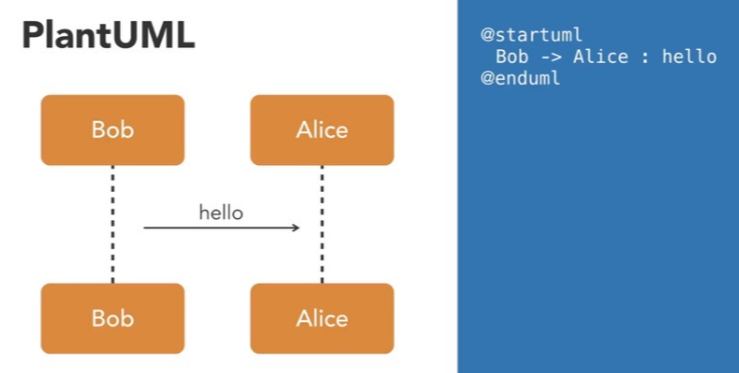 PlantUML
Bob
Alice
hello
Bob
Alice
@startuml
Bob -> Alice : hello
@enduml